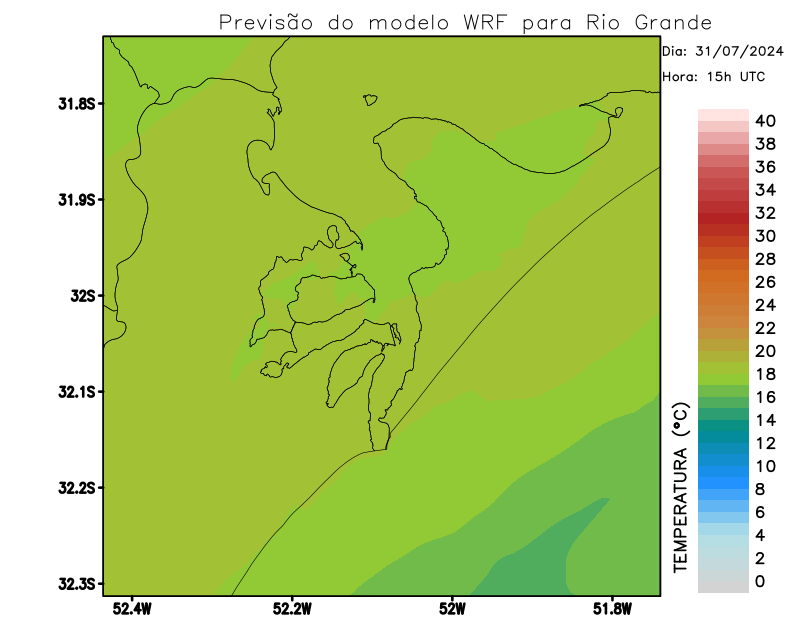 Previsão do modelo WRF para Rio Grande
Dia: 31/07/2024
Hora: 15h UTC
31.8S
31.9S
32S
32.1S
32.2S
32.3S
52.4W
52.2W
52W
51.8W
TEMPERATURA (°C)
40
38
36
34
32
30
28
26
24
22
20
18
16
14
12
10
8
6
4
2
0